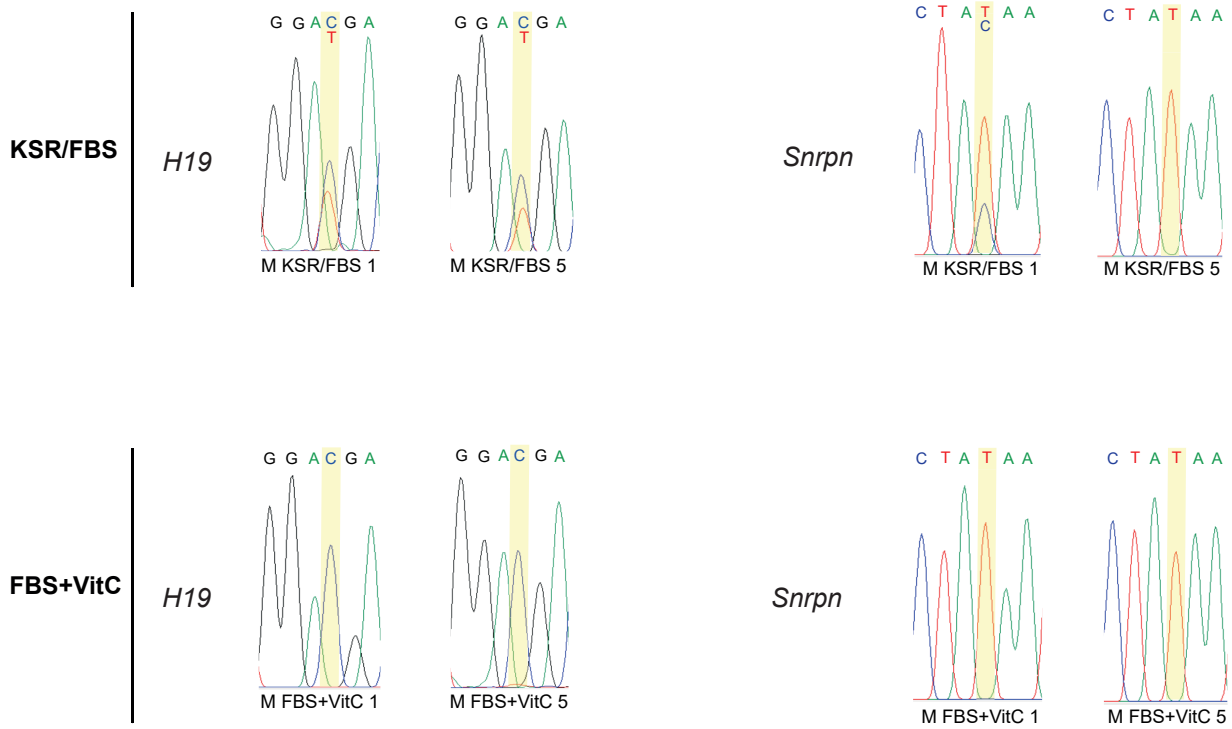 KSR/FBS
H19
G G A C G A
T
M KSR/FBS 1
G G A C G A
T
M KSR/FBS 5
Snrpn
C T A T A A
C
M KSR/FBS 1
C T A T A A
M KSR/FBS 5
FBS+VitC
H19
G G A C G A
M FBS+VitC 1
G G A C G A
M FBS+VitC 5
Snrpn
C T A T A A
M FBS+VitC 1
C T A T A A
M FBS+VitC 5